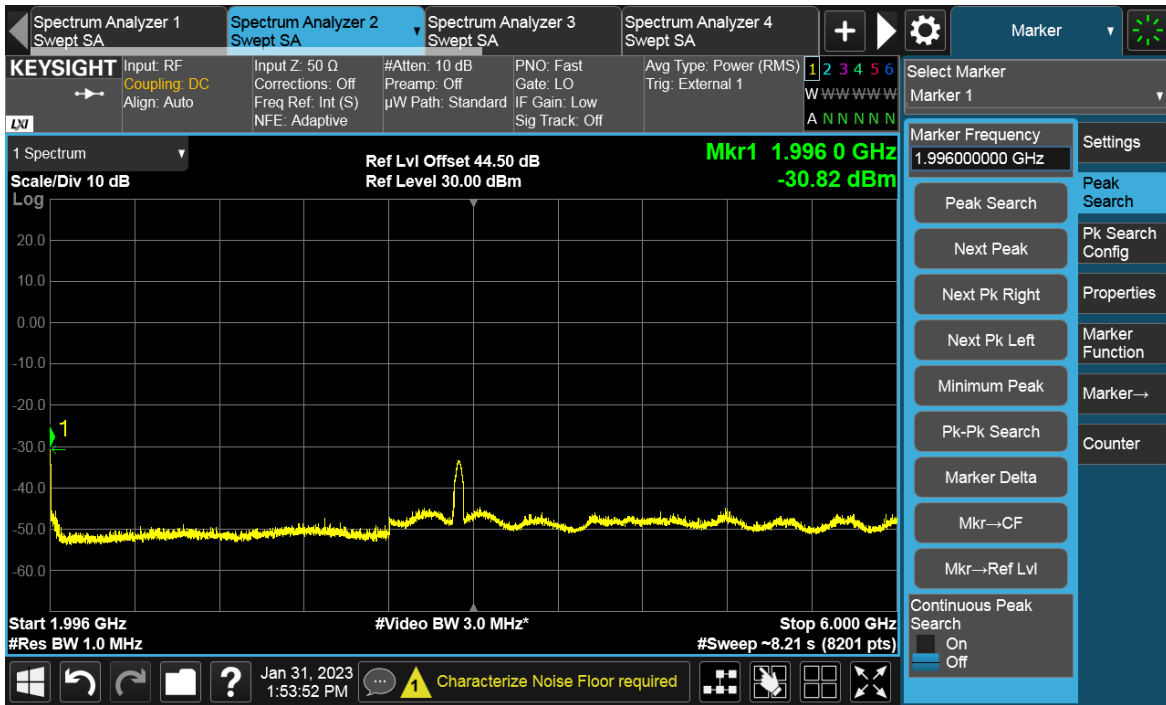 Spectrum Analyzer 1
Swept SA
Spectrum Analyzer 2
Swept SA
Spectrum Analyzer 3
Swept SA
Spectrum Analyzer 4
Swept SA
+
Marker
KEYSIGHT
LXI
Input: RF
Coupling: DC
Align: Auto
Input Z: 50 Ω
Corrections: Off
Freq Ref: Int (S)
NFE: Adaptive
#Atten: 10 dB
Preamp: Off
µW Path: Standard
PNO: Fast
Gate: LO
IF Gain: Low
Sig Track: Off
Avg Type: Power (RMS)
Trig: External 1
1 2 3 4 5 6
W W W W W W
A N N N N N
Select Marker
Marker 1
1 Spectrum
Scale/Div 10 dB
Log
Ref Lvl Offset 44.50 dB
Ref Level 30.00 dBm
Mkr1 1.996 0 GHz
-30.82 dBm
20.0
10.0
0.00
-10.0
-20.0
-30.0
-40.0
-50.0
-60.0
1
Start 1.996 GHz
#Res BW 1.0 MHz
#Video BW 3.0 MHz*
Stop 6.000 GHz
#Sweep ~8.21 s (8201 pts)
Marker Frequency
1.996000000 GHz
Peak Search
Next Peak
Next Pk Right
Next Pk Left
Minimum Peak
Pk-Pk Search
Marker Delta
Mkr→CF
Mkr→Ref Lvl
Continuous Peak
Search
On
Off
Settings
Peak
Search
Pk Search
Config
Properties
Marker
Function
Marker→
Counter
?
Jan 31, 2023
1:53:52 PM
1
Characterize Noise Floor required